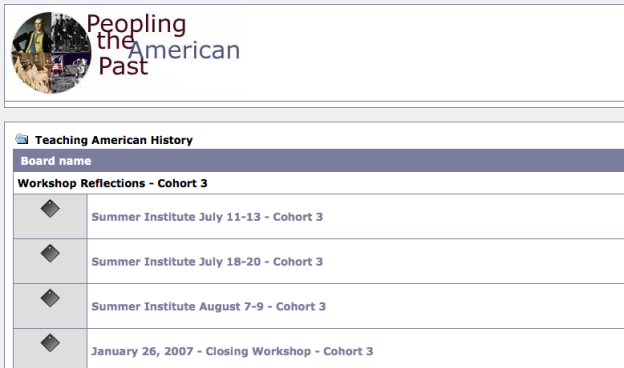 Peopling
the
American
Past
Teaching American History
Board name
Workshop Reflections - Cohort 3
Summer Institute July 11-13 - Cohort 3
Summer Institute July 18-20 - Cohort 3
Summer Institute August 7-9 - Cohort 3
January 26, 2007 - Closing Workshop - Cohort 3